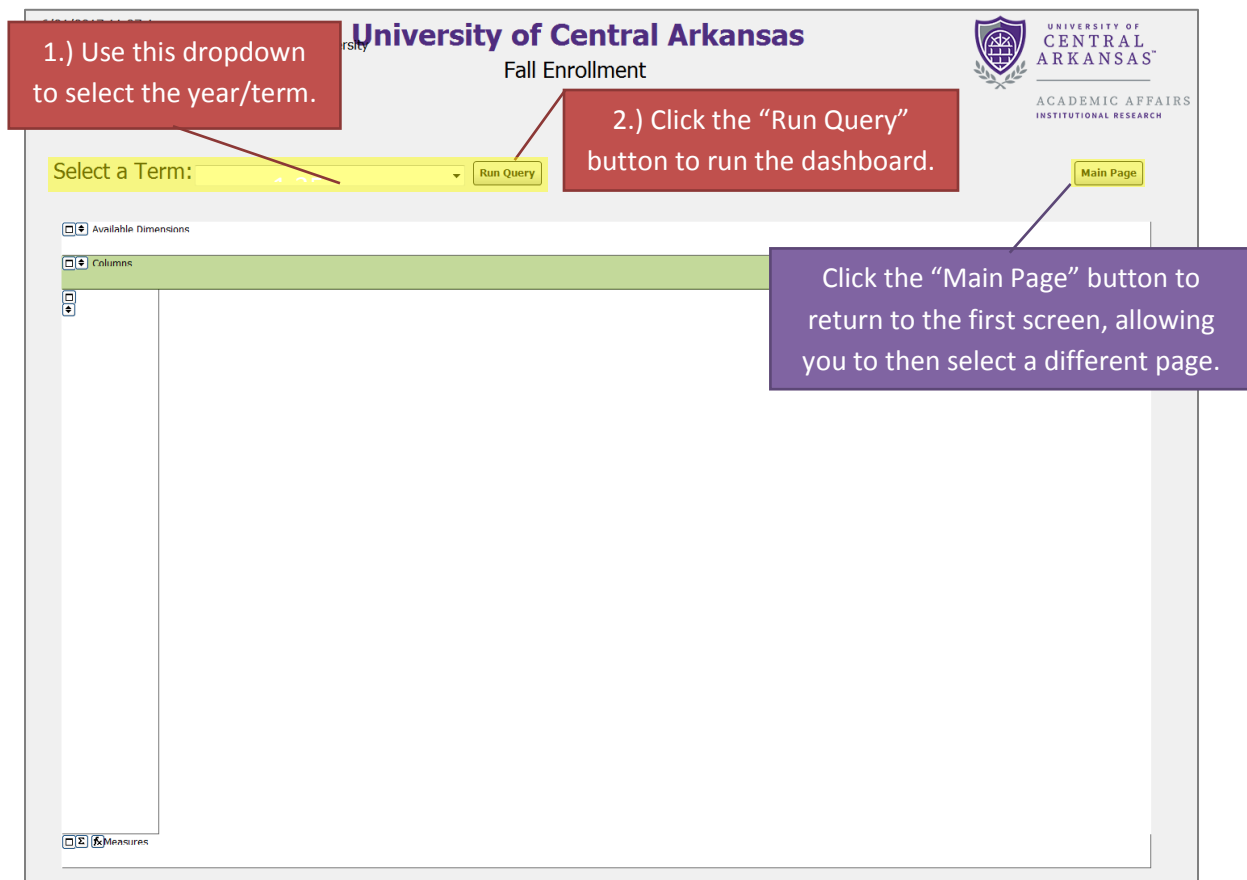 1.) Use this dropdown
to select the year/term.
ersity
University of Central Arkansas
Fall Enrollment
UNIVERSITY OF
CENTRAL
ARKANSAS™
ACADEMIC AFFAIRS
INSTITUTIONAL RESEARCH
2.) Click the “Run Query”
button to run the dashboard.
Select a Term:
Run Query
Main Page
Available Dimensions
Columns
Click the “Main Page” button to
return to the first screen, allowing
you to then select a different page.
Σ fx Measures